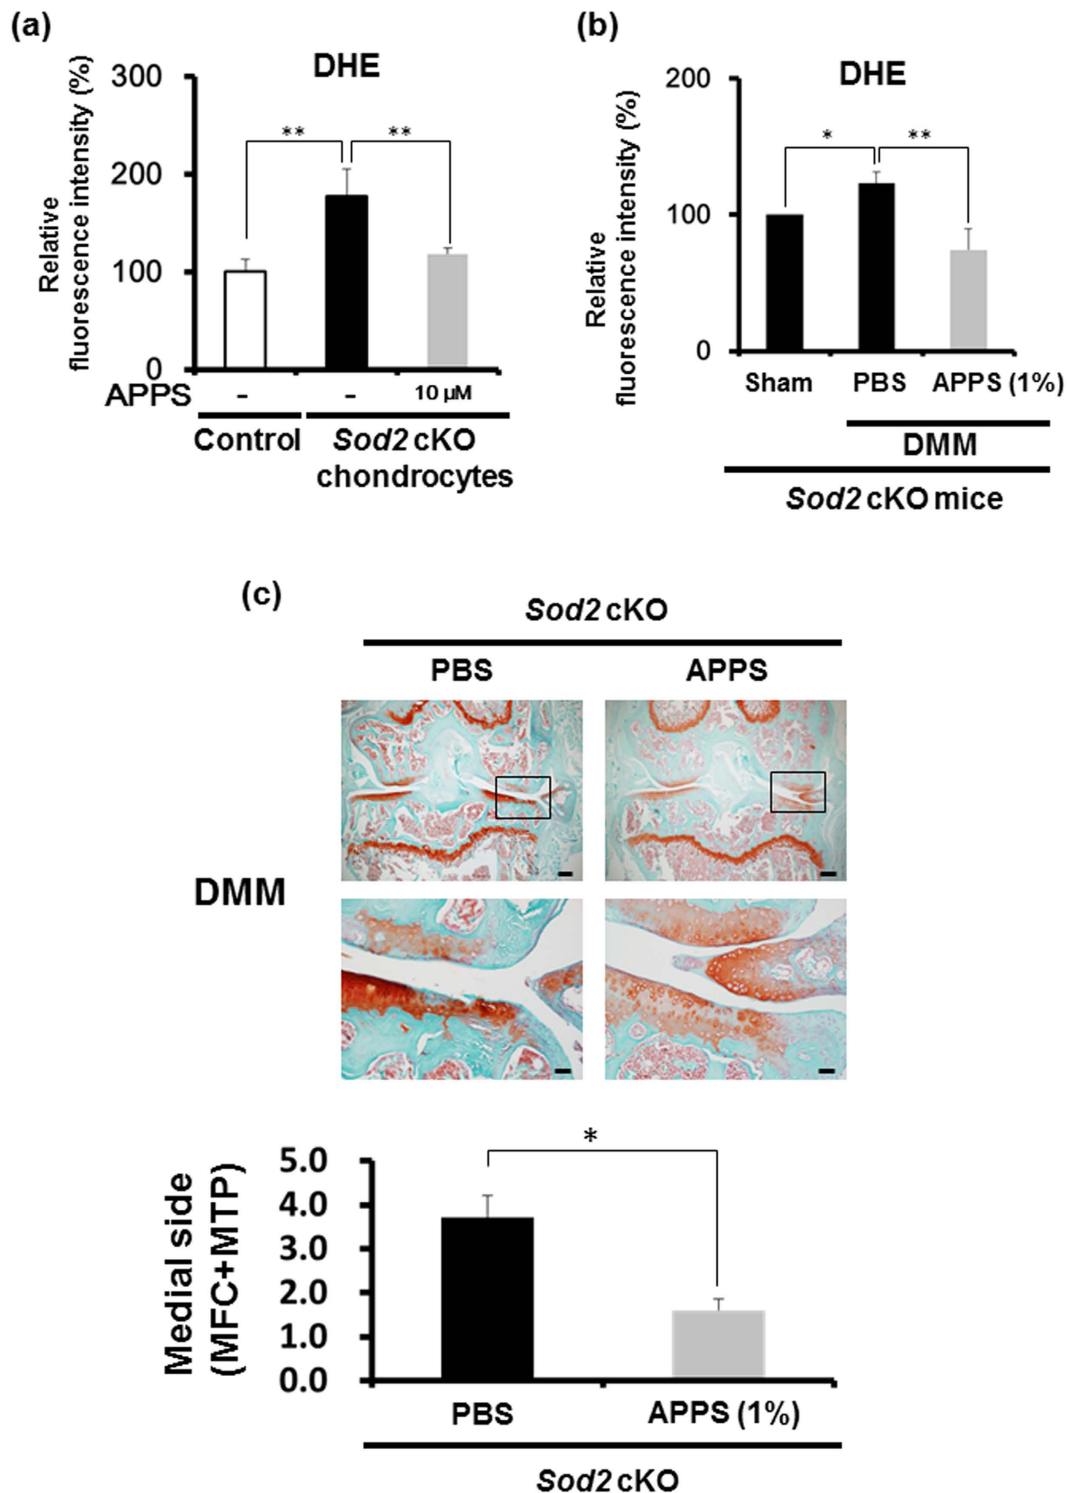 (a)
DHE
Relative
fluorescence intensity (%)
300
200
100
0
**
**
APPS
-
-
10 µM
Control
Sod2 cKO
chondrocytes
(b)
DHE
Relative
fluorescence intensity (%)
200
100
0
*
**
Sham
PBS
APPS (1%)
DMM
Sod2 cKO mice
(c)
Sod2 cKO
PBS
APPS
DMM
Medial side
(MFC+MTP)
5.0
4.0
3.0
2.0
1.0
0.0
*
PBS
APPS (1%)
Sod2 cKO